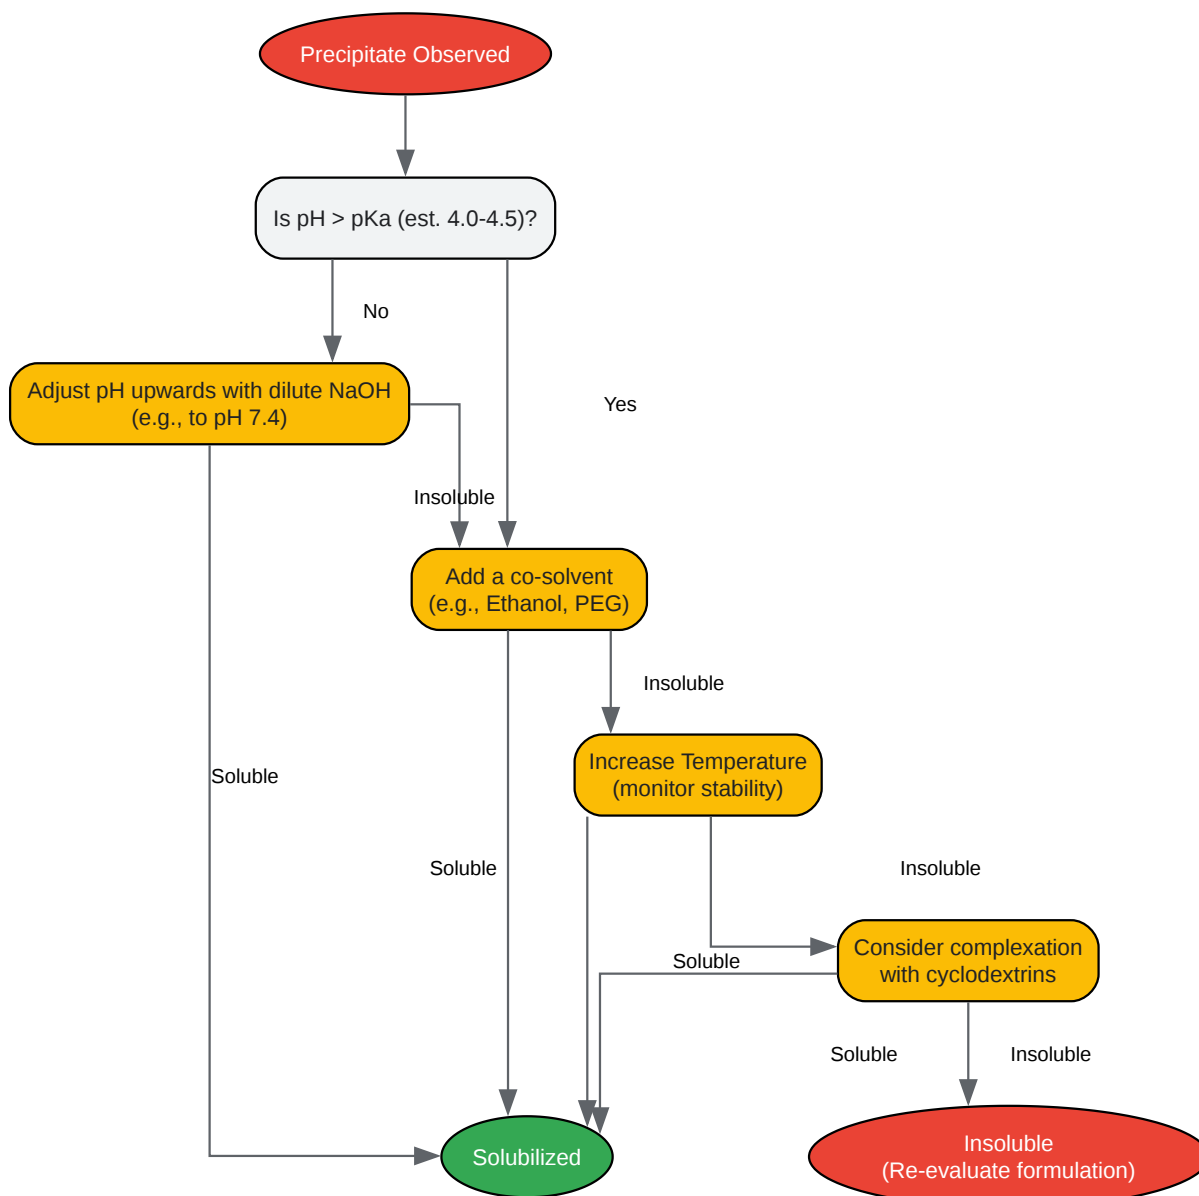 Precipitate Observed
Is pH > pKa (est. 4.0-4.5)?
No
Adjust pH upwards with dilute NaOH
(e.g., to pH 7.4)
Yes
Insoluble
Add a co-solvent
(e.g., Ethanol, PEG)
Insoluble
Increase Temperature
(monitor stability)
Soluble
Soluble
Insoluble
Consider complexation
with cyclodextrins
Soluble
Soluble
Insoluble
Solubilized
Insoluble
(Re-evaluate formulation)